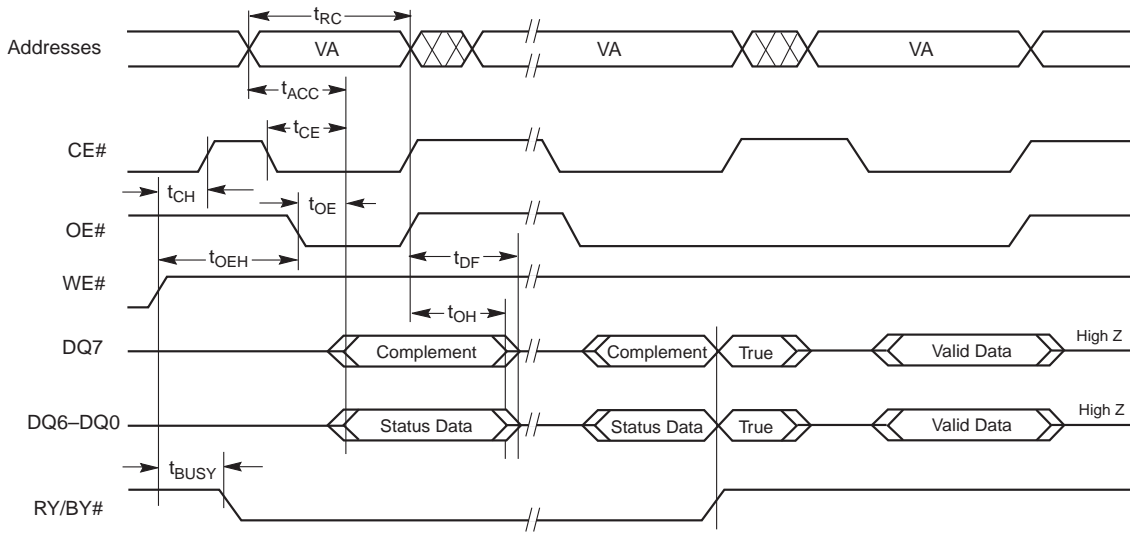 tRC
Addresses VA VA VA
tACC
tCE
CE#
tCH tOE
OE#
tOEH tDF
WE#
tOH
DQ7 Complement Complement True Valid Data High Z
DQ6–DQ0 Status Data Status Data True Valid Data High Z
tBUSY
RY/BY#